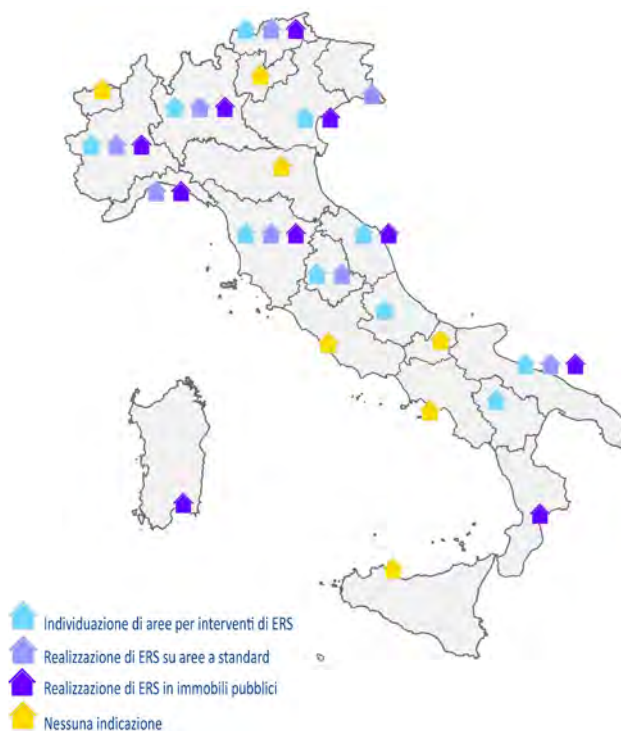 Individuazione di aree per interventi di ERS
Realizzazione di ERS su aree a standard
Realizzazione di ERS in immobili pubblici
Nessuna indicazione